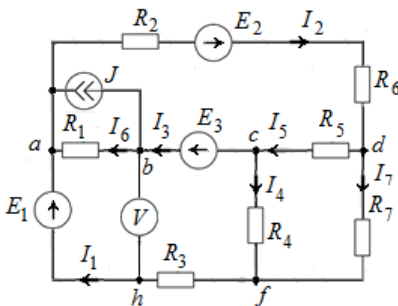 R2 E2 I2
J R6
a R1 I6 I3 E3 c I5 R5 d
b
E1 V I4 R4 I7 R7
I1 R3
h f